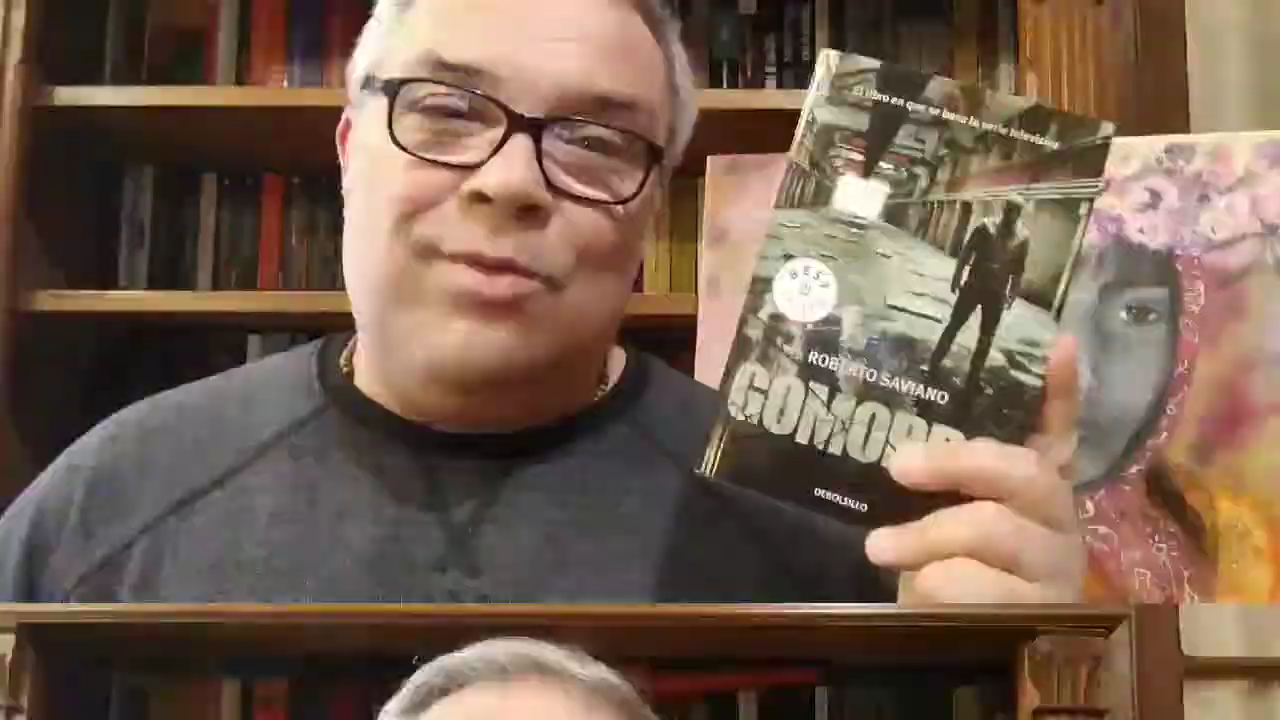 El libro en que se basa la serie televisiva
BEST
ROBERTO SAVIANO
GOMORR
DEBOLSILLO